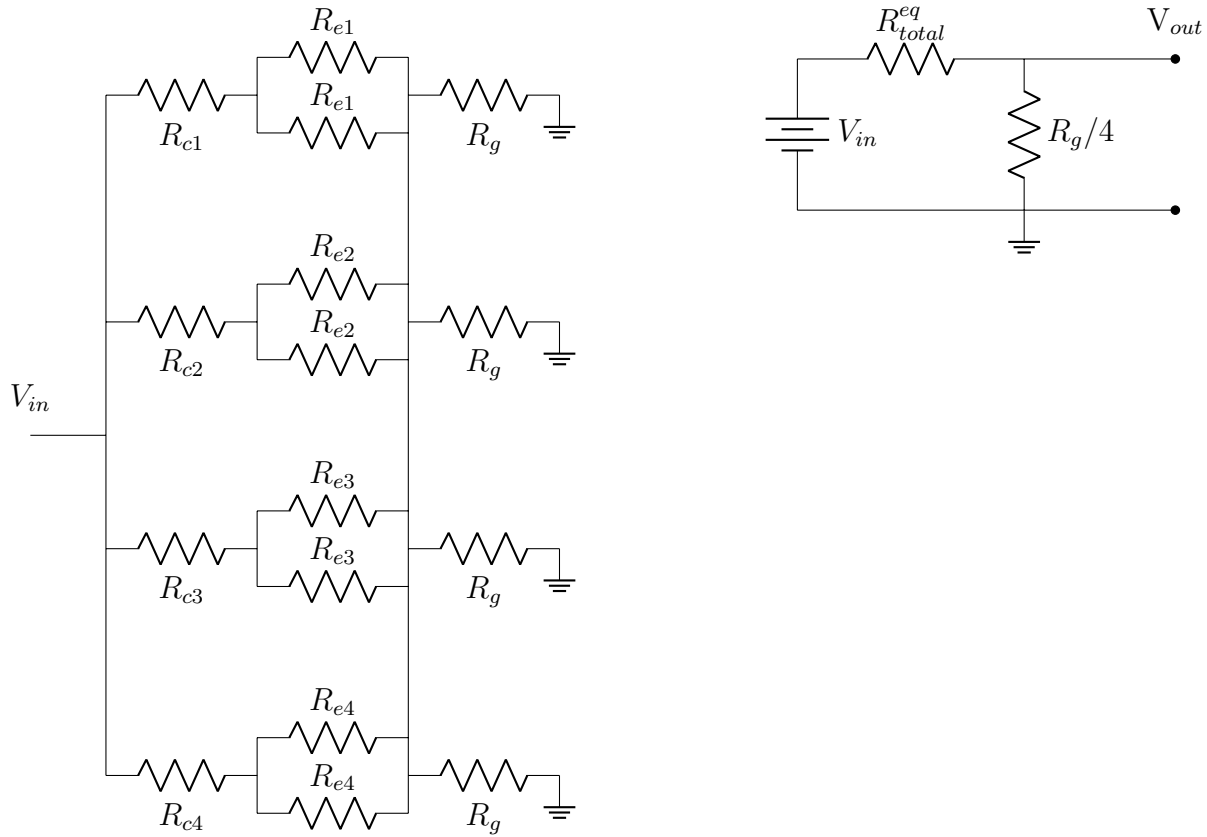 R_{e1}
R_{e1}
R_{c1}
R_g
R_{e2}
R_{e2}
R_{c2}
R_g
V_{in}
R_{e3}
R_{e3}
R_{c3}
R_g
R_{e4}
R_{e4}
R_{c4}
R_g
R_{total}^{eq}
V_{out}
V_{in}
R_g/4